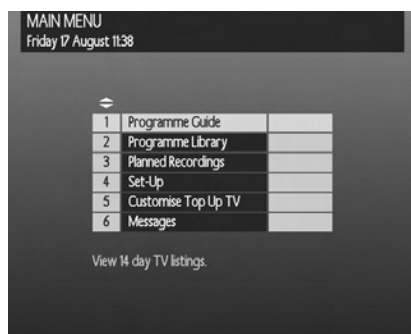 MAIN MENU
Friday 17 August 11:38
1 Programme Guide
2 Programme Library
3 Planned Recordings
4 Set-Up
5 Customise Top Up TV
6 Messages
View 14 day TV listings.